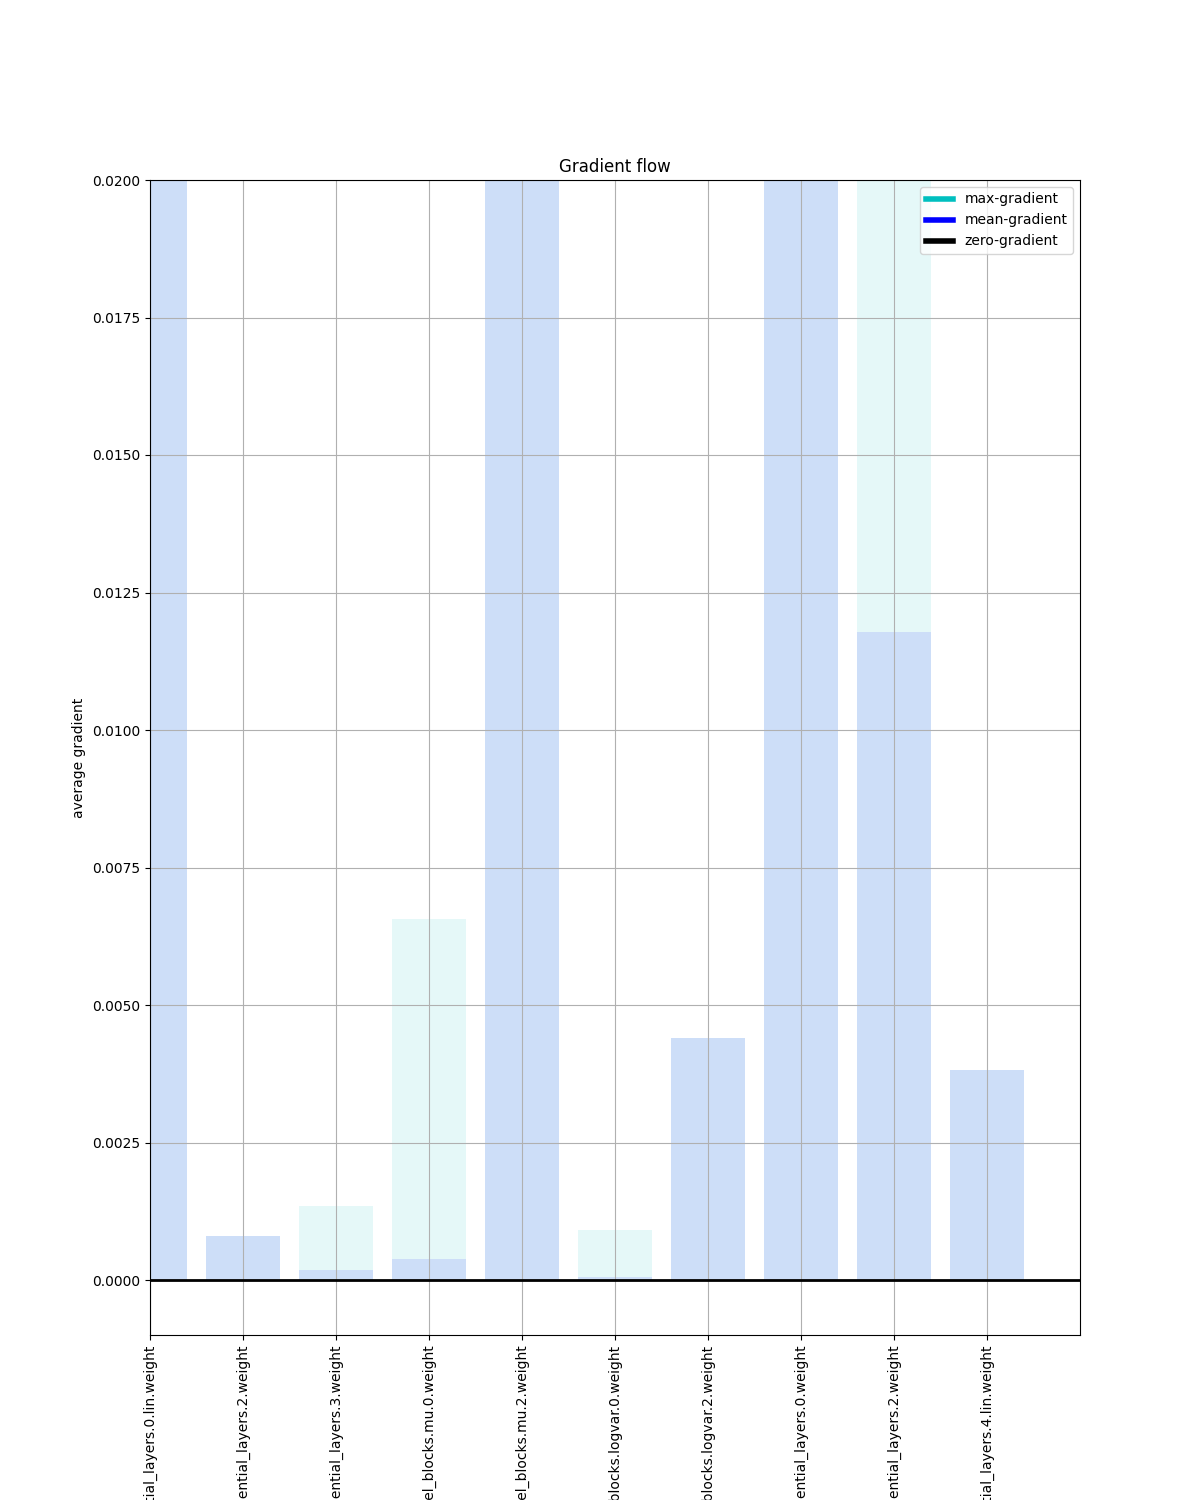 Gradient flow
max-gradient
mean-gradient
zero-gradient
0.0200
0.0175
0.0150
0.0125
0.0100
0.0075
0.0050
0.0025
0.0000
average gradient
tial_layers.0.lin.weight
ential_layers.2.weight
ential_layers.3.weight
el_blocks.mu.0.weight
el_blocks.mu.2.weight
blocks.logvar.0.weight
blocks.logvar.2.weight
ential_layers.0.weight
ential_layers.2.weight
tial_layers.4.lin.weight